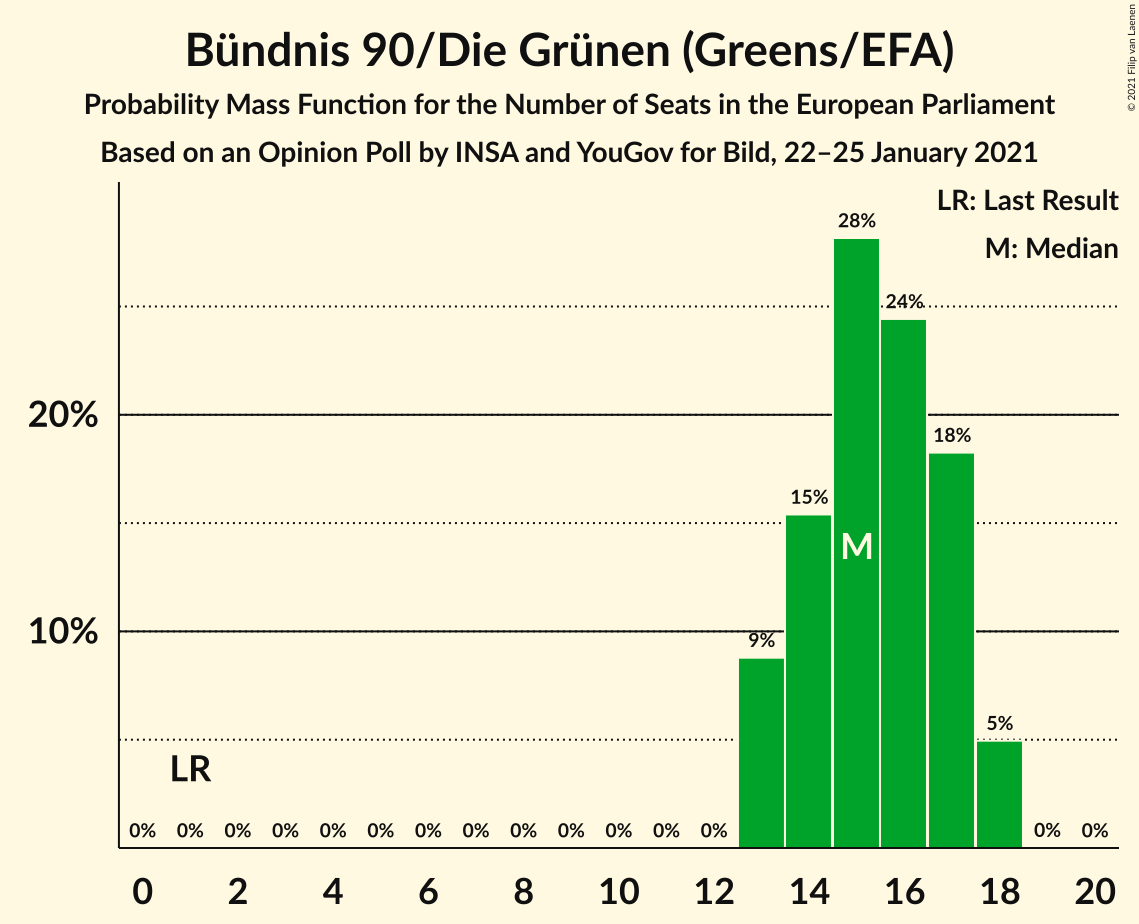 Bündnis 90/Die Grünen (Greens/EFA)
Probability Mass Function for the Number of Seats in the European Parliament
Based on an Opinion Poll by INSA and YouGov for Bild, 22–25 January 2021
© 2021 Filip van Laenen
LR: Last Result
M: Median
28%
24%
20%
18%
15%
M
10%
9%
5%
LR
0% 0% 0% 0% 0% 0% 0% 0% 0% 0% 0% 0% 0% 0% 0%
0 2 4 6 8 10 12 14 16 18 20